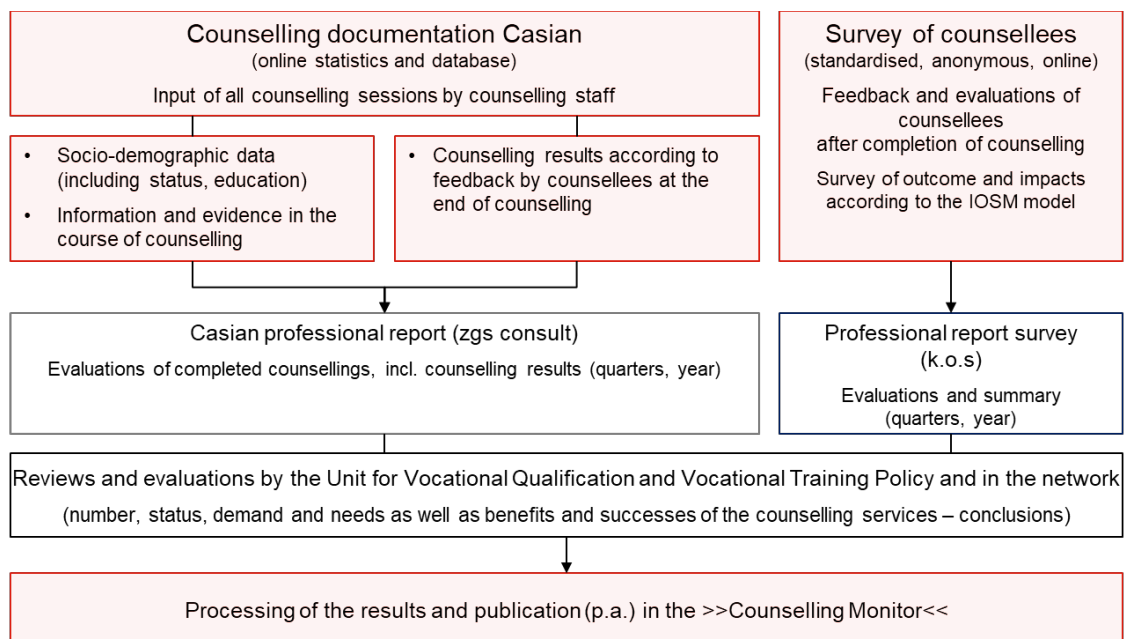 Counselling documentation Casian
(online statistics and database)
Input of all counselling sessions by counselling staff
• Socio-demographic data
(including status, education)
• Information and evidence in the
course of counselling
• Counselling results according to
feedback by counsellees at the
end of counselling
Survey of counsellees
(standardised, anonymous, online)
Feedback and evaluations of
counsellees
after completion of counselling
Survey of outcome and impacts
according to the IOSM model
Casian professional report (zgs consult)
Evaluations of completed counsellings, incl. counselling results (quarters, year)
Professional report survey
(k.o.s)
Evaluations and summary
(quarters, year)
Reviews and evaluations by the Unit for Vocational Qualification and Vocational Training Policy and in the network
(number, status, demand and needs as well as benefits and successes of the counselling services – conclusions)
Processing of the results and publication (p.a.) in the >>Counselling Monitor<<